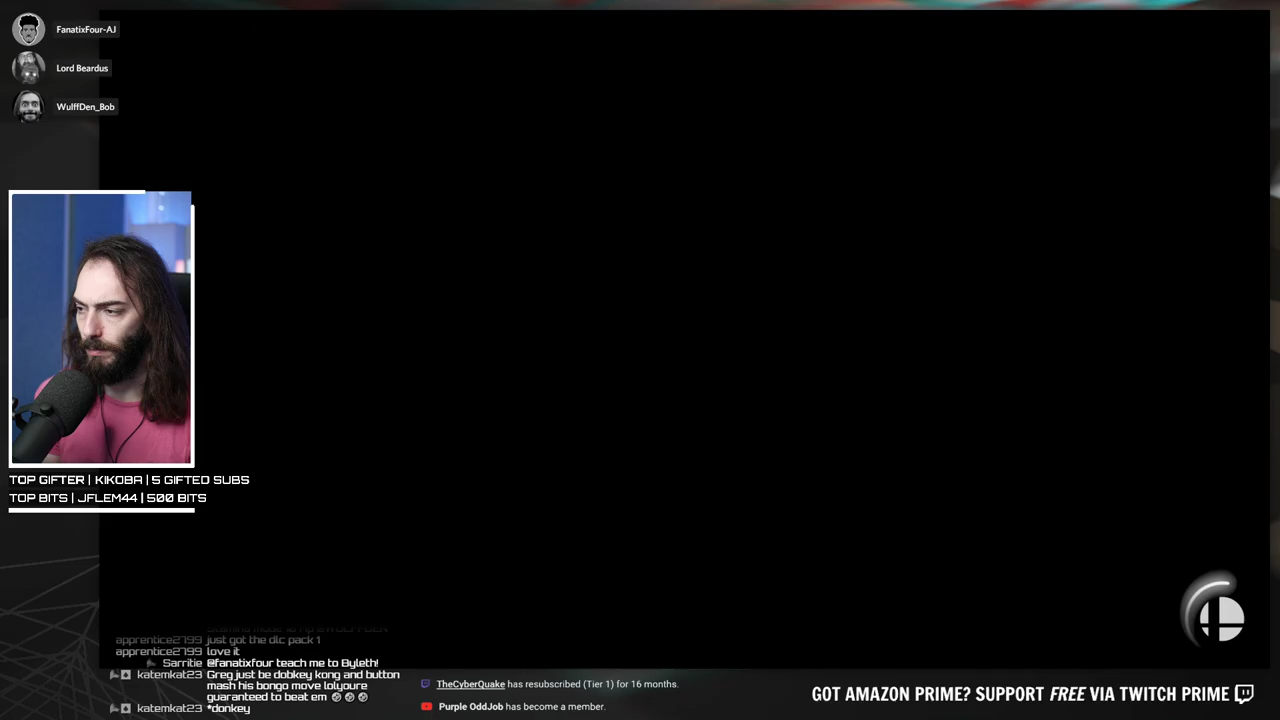 FanatixFour-AJ
Lord Beardus
WulffDen_Bob
TOP GIFTER | KIKOBA | 5 GIFTED SUBS
TOP BITS | JFLEM44 | 500 BITS
apprentice2799 just got the dlc pack 1
apprentice2799 love it
Sarritie @fanatixfour teach me to Byleth!
katemkat23 Greg just be dobkey kong and button
mash his bongo move lolyoure
guaranteed to beat em
katemkat23 *donkey
TheCyberQuake has resubscribed (Tier 1) for 16 months.
Purple OddJob has become a member.
GOT AMAZON PRIME? SUPPORT FREE VIA TWITCH PRIME